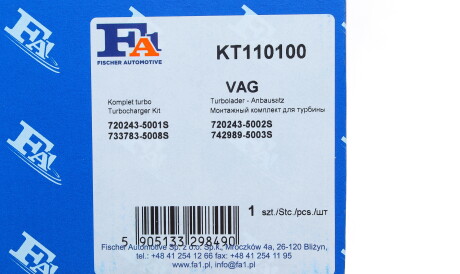 FA1
FISCHER AUTOMOTIVE
KT110100
VAG
Komplet turbo
Turbocharger Kit
Turbolader - Anbausatz
Монтажный комплект для турбины
720243-5001S
733783-5008S
720243-5002S
742989-5003S
1 szt./Stc./pcs./шт
5 905133 298490
Fischer Automotive Sp. z o.o. Sp.k., Mroczków 4a, 26-120 Bliżyn,
tel.: +48 41 254 12 66 fax: +48 41 254 11 95
www.fa1.pl, info@fa1.pl
FA1
FA1